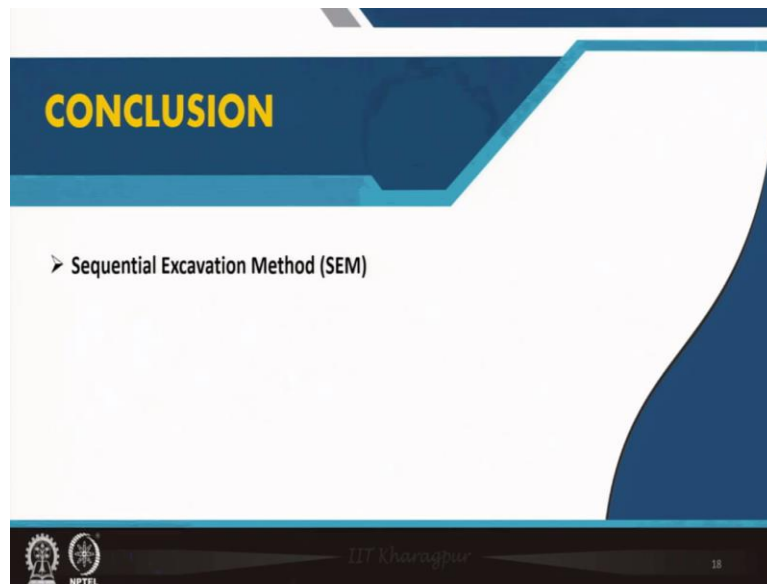 CONCLUSION
➢ Sequential Excavation Method (SEM)
NPTEL
IIT Kharagpur
18